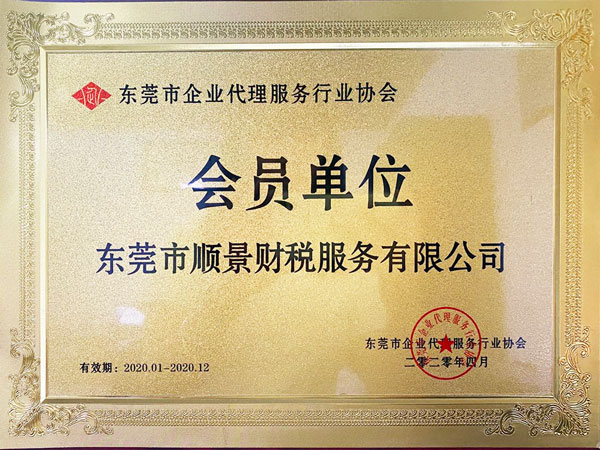 东莞市企业代理服务行业协会
会员单位
东莞市顺景财税服务有限公司
东莞市企业代理服务行业协会
有效期：2020.01-2020.12
二零二零年四月